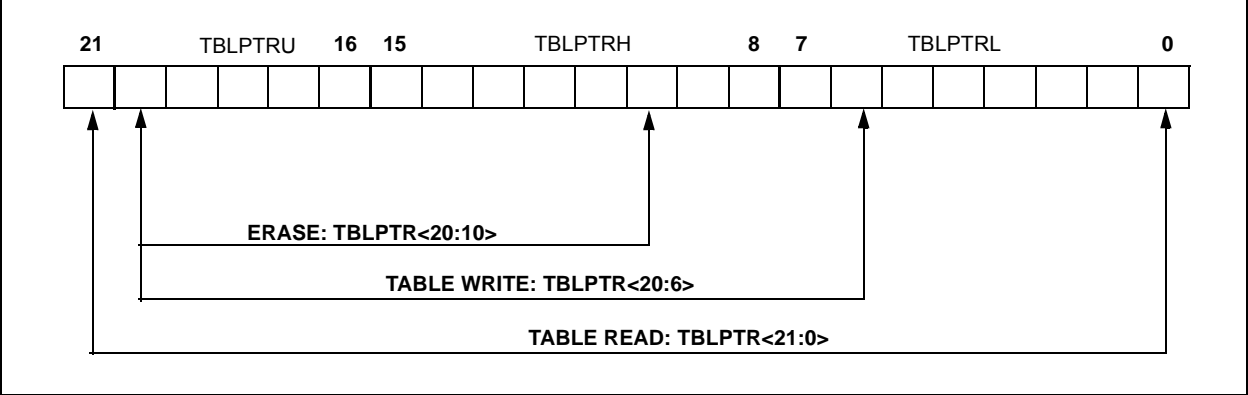 21 TBLPTRU 16 15 TBLPTRH 8 7 TBLPTRL 0
ERASE: TBLPTR<20:10>
TABLE WRITE: TBLPTR<20:6>
TABLE READ: TBLPTR<21:0>